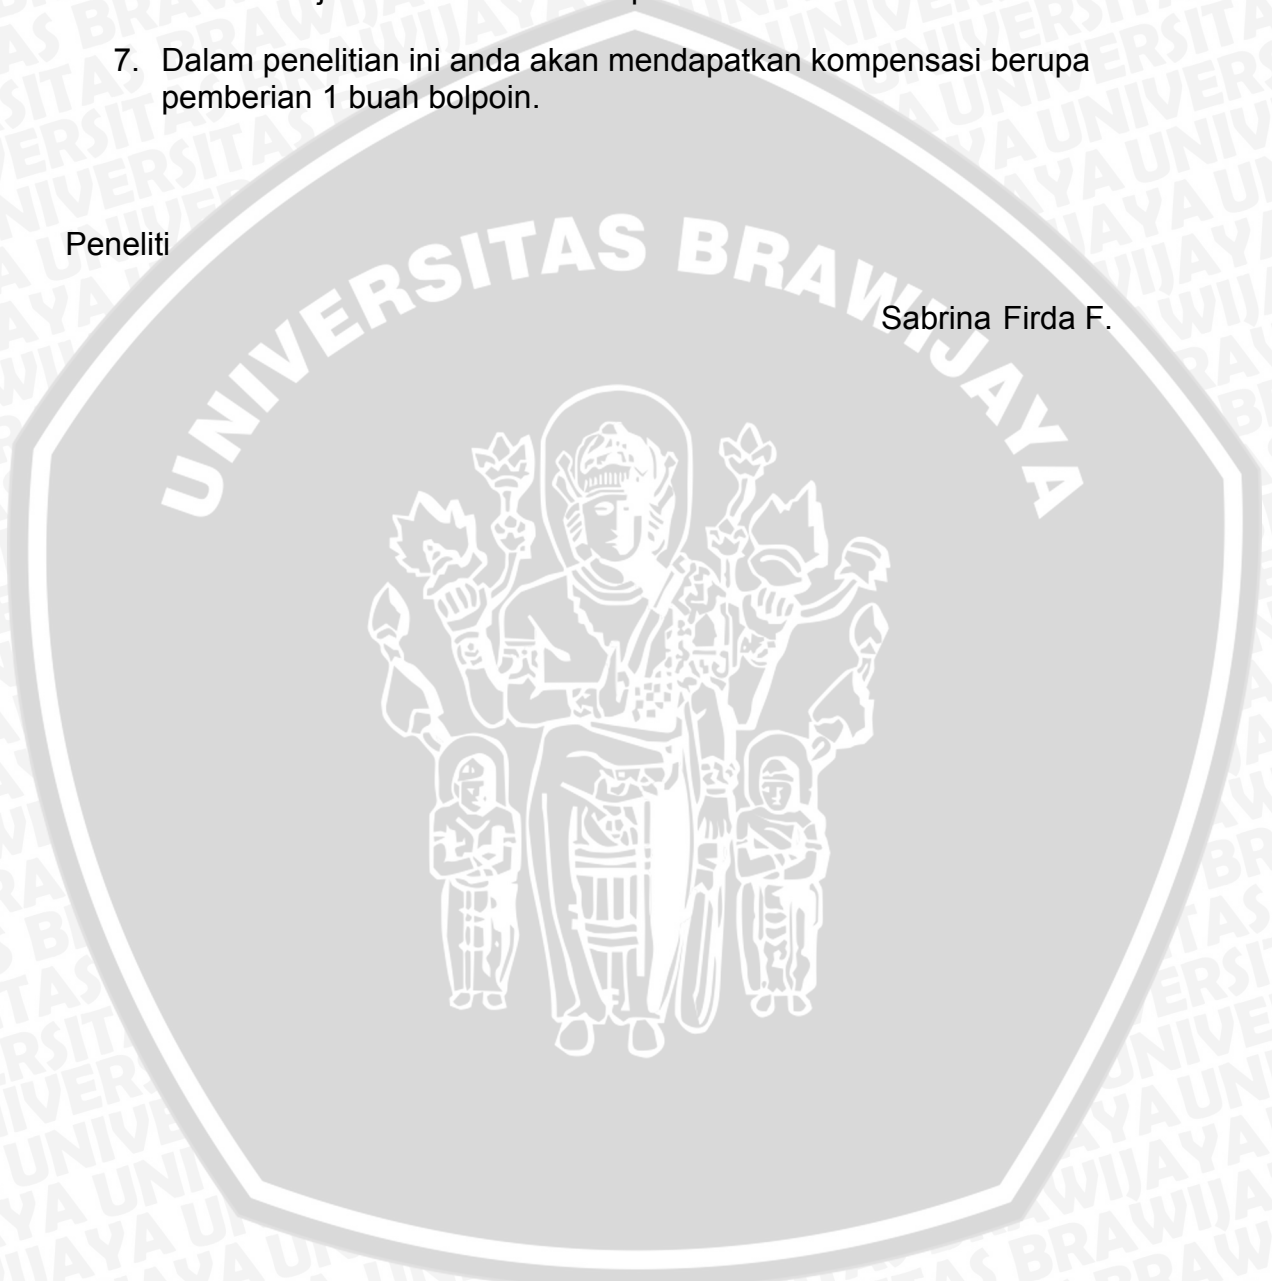 7. Dalam penelitian ini anda akan mendapatkan kompensasi berupa
pemberian 1 buah bolpoin.
Peneliti
UNIVERSITAS BRAWIJAYA
Sabrina Firda F.